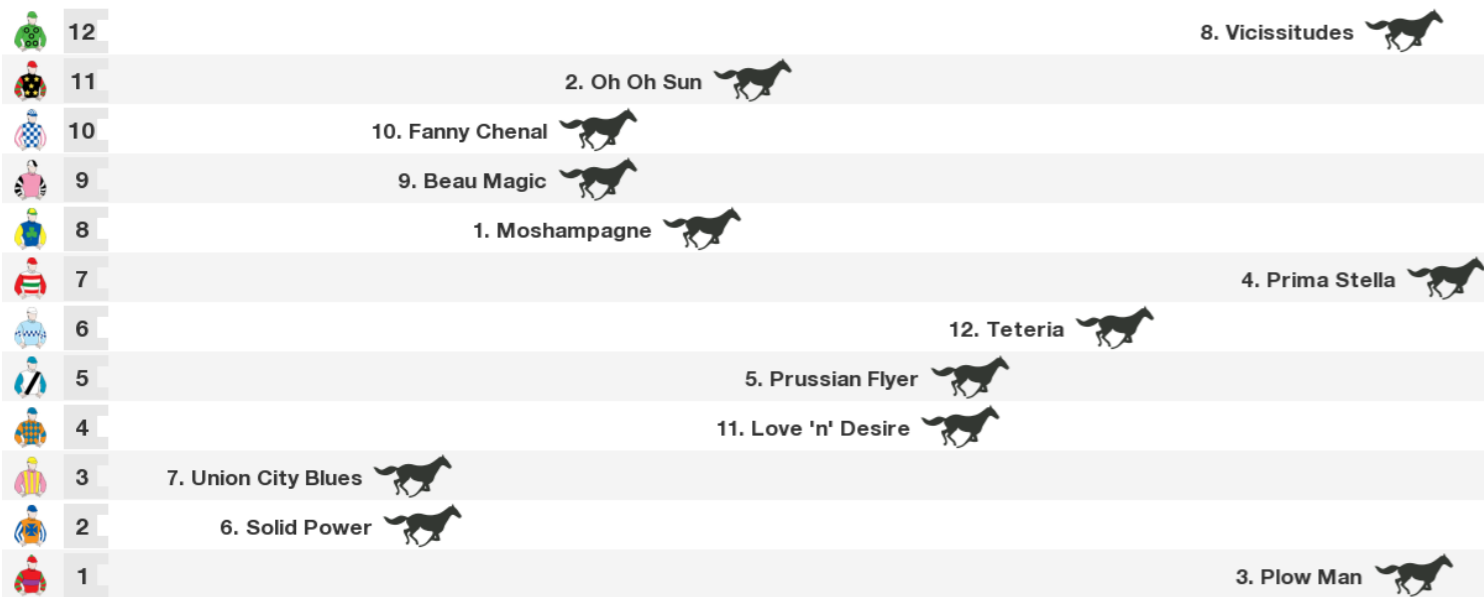 12 8. Vicissitudes
11 2. Oh Oh Sun
10 10. Fanny Chenal
9 9. Beau Magic
8 1. Moshampagne
7 4. Prima Stella
6 12. Teteria
5 5. Prussian Flyer
4 11. Love 'n' Desire
3 7. Union City Blues
2 6. Solid Power
1 3. Plow Man